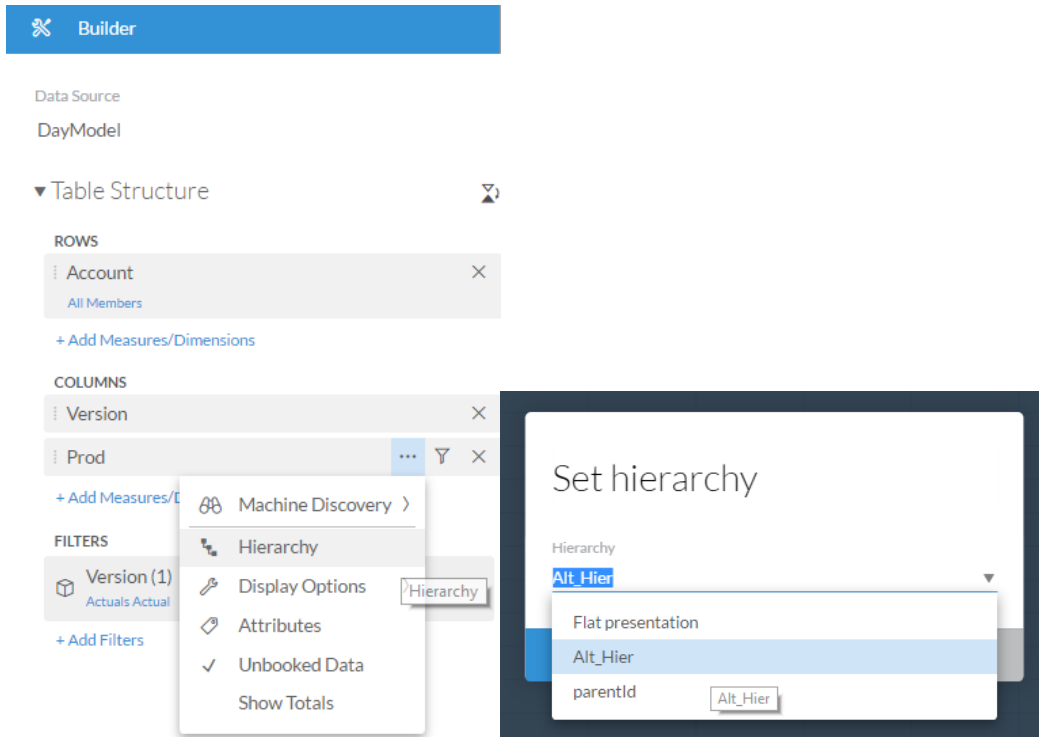 Builder
Data Source
DayModel
Table Structure
ROWS
Account
All Members
+ Add Measures/Dimensions
COLUMNS
Version
Prod
+ Add Measures/D
Machine Discovery
Hierarchy
Display Options
Hierarchy
Attributes
Unbooked Data
Show Totals
FILTERS
Version (1)
Actuals Actual
+ Add Filters
Set hierarchy
Hierarchy
Alt_Hier
Flat presentation
Alt_Hier
parentId
Alt_Hier